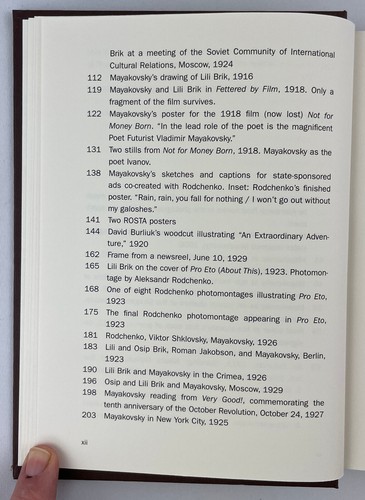 Brik at a meeting of the Soviet Community of International
Cultural Relations, Moscow, 1924
112 Mayakovsky's drawing of Lili Brik, 1916
119 Mayakovsky and Lili Brik in Fettered by Film, 1918. Only a
fragment of the film survives.
122 Mayakovsky's poster for the 1918 film (now lost) Not for
Money Born. “In the lead role of the poet is the magnificent
Poet Futurist Vladimir Mayakovsky.”
131 Two stills from Not for Money Born, 1918. Mayakovsky as the
poet Ivanov.
138 Mayakovsky's sketches and captions for state-sponsored
ads co-created with Rodchenko. Inset: Rodchenko's finished
poster. “Rain, rain, you fall for nothing / I won't go out without
my galoshes.”
141 Two ROSTA posters
144 David Burliuk's woodcut illustrating “An Extraordinary Adven-
ture,” 1920
162 Frame from a newsreel, June 10, 1929
165 Lili Brik on the cover of Pro Eto (About This), 1923. Photomon-
tage by Aleksandr Rodchenko.
168 One of eight Rodchenko photomontages illustrating Pro Eto,
1923
175 The final Rodchenko photomontage appearing in Pro Eto,
1923
181 Rodchenko, Viktor Shklovsky, Mayakovsky, 1926
183 Lili and Osip Brik, Roman Jakobson, and Mayakovsky, Berlin,
1923
190 Lili Brik and Mayakovsky in the Crimea, 1926
196 Osip and Lili Brik and Mayakovsky, Moscow, 1929
198 Mayakovsky reading from Very Good!, commemorating the
tenth anniversary of the October Revolution, October 24, 1927
203 Mayakovsky in New York City, 1925
xii